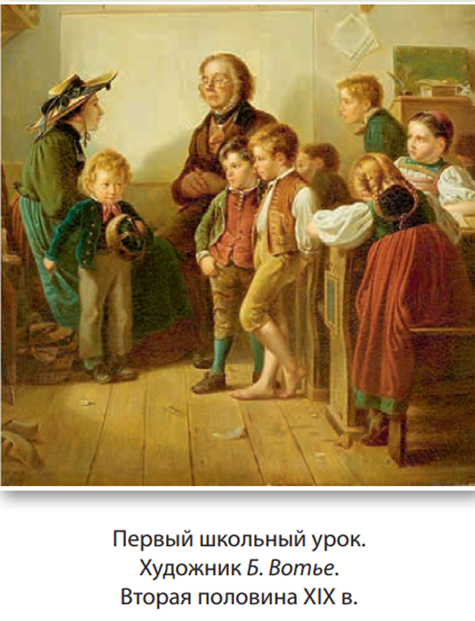 Первый школьный урок.
Художник Б. Вотье.
Вторая половина XIX в.